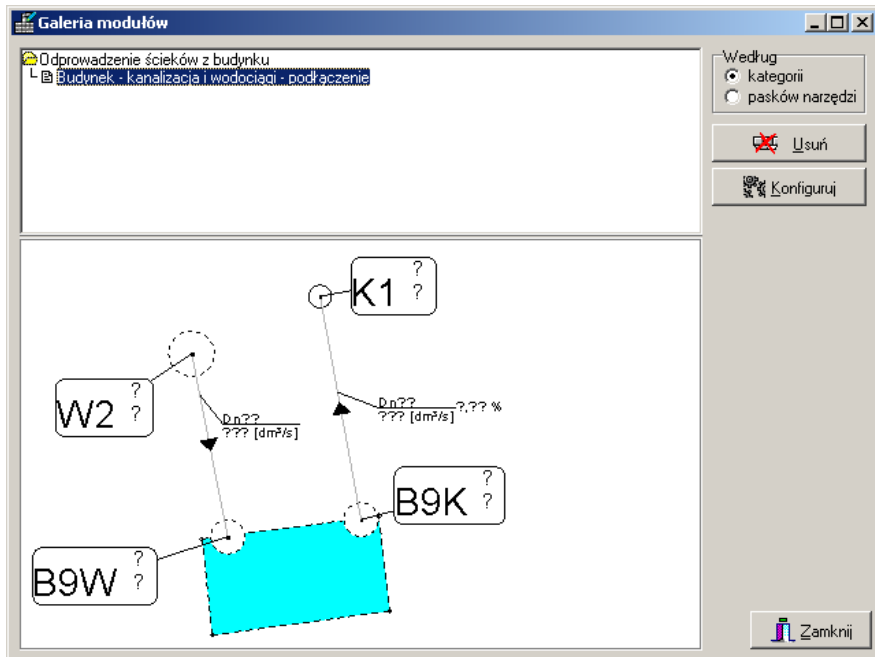 Galeria modułów
Odprowadzenie ścieków z budynku
Budynek - kanalizacja i wodociągi - podłączenie
Według
kategorii
pasków narzędzi
Usuń
Konfiguruj
K1 ? ?
W2 ? ?
Dn??
??? [dm³/s]
Dn??
??? [dm³/s] ?,?? %
B9K ? ?
B9W ? ?
Zamknij